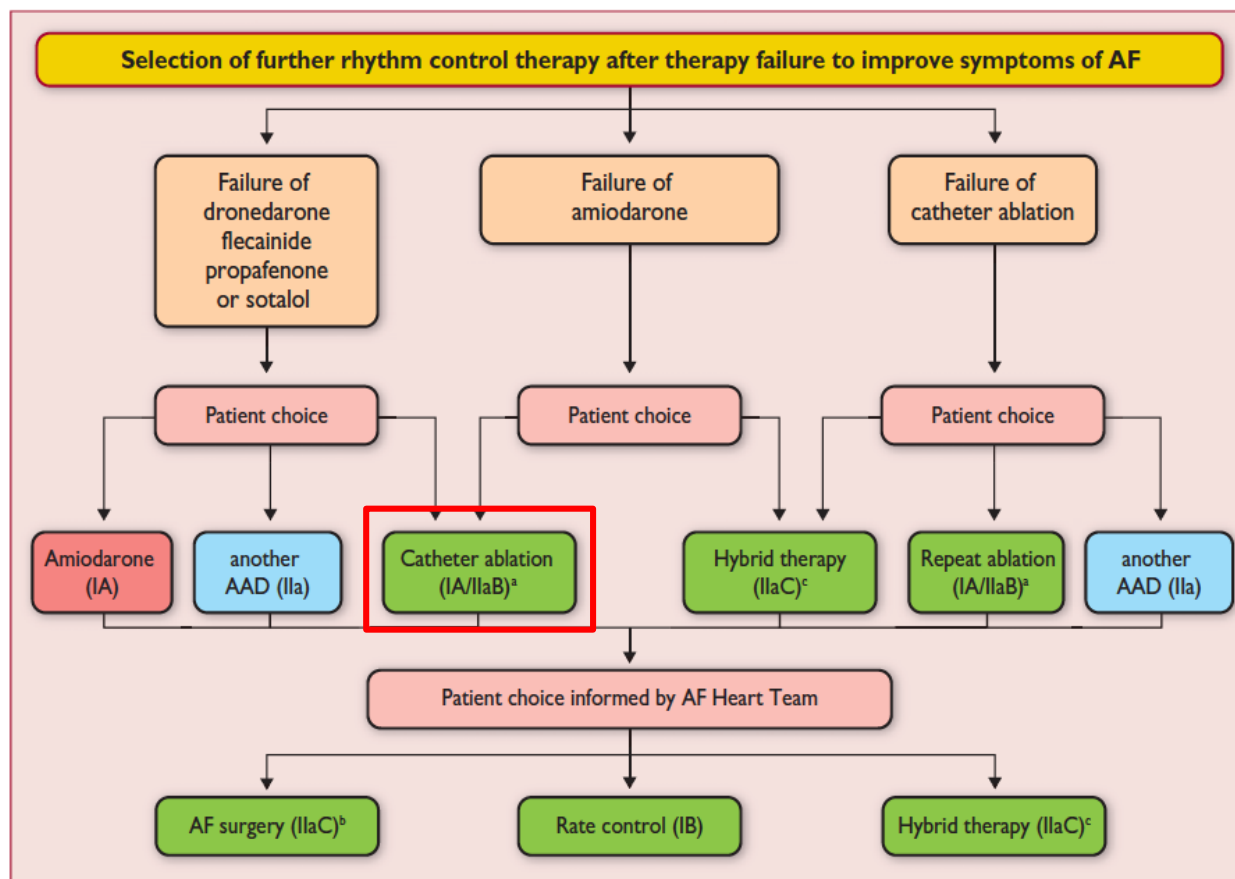 Selection of further rhythm control therapy after therapy failure to improve symptoms of AF
Failure of
dronedarone
flecainide
propafenone
or sotalol
Failure of
amiodarone
Failure of
catheter ablation
Patient choice
Patient choice
Patient choice
Amiodarone
(IA)
another
AAD (IIa)
Catheter ablation
(IA/IIaB)ᵃ
Hybrid therapy
(IIaC)ᶜ
Repeat ablation
(IA/IIaB)ᵃ
another
AAD (IIa)
Patient choice informed by AF Heart Team
AF surgery (IIaC)ᵇ
Rate control (IB)
Hybrid therapy (IIaC)ᶜ